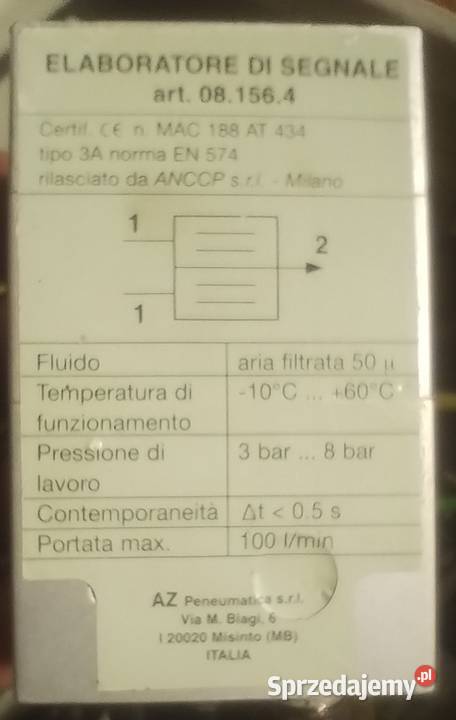 ELABORATORE DI SEGNALE
art. 08.156.4
Certif. CE n. MAC 188 AT 434
tipo 3A norma EN 574
rilasciato da ANCCP s.r.l. - Milano
1
2
1
Fluido aria filtrata 50 µ
Temperatura di -10°C ... +60°C
funzionamento
Pressione di 3 bar ... 8 bar
lavoro
Contemporaneità Δt < 0.5 s
Portata max. 100 l/min
AZ Peneumatica s.r.l.
Via M. Biagi, 6
I 20020 Misinto (MB)
ITALIA
Sprzedajemy.pl